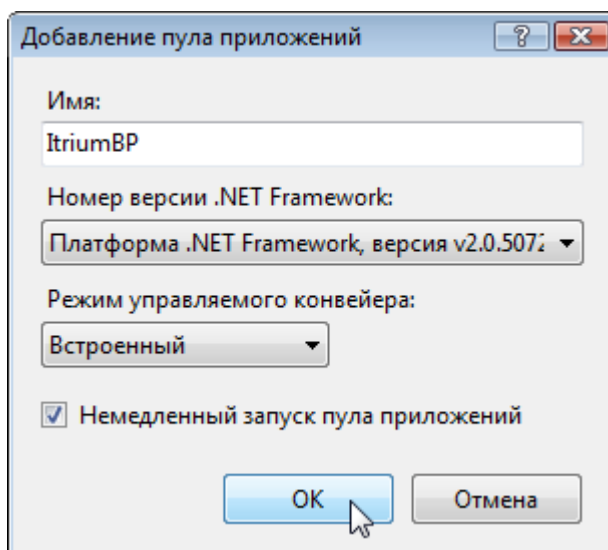 Добавление пула приложений
Имя:
ItriumBP
Номер версии .NET Framework:
Платформа .NET Framework, версия v2.0.5072
Режим управляемого конвейера:
Встроенный
Немедленный запуск пула приложений
ОК Отмена